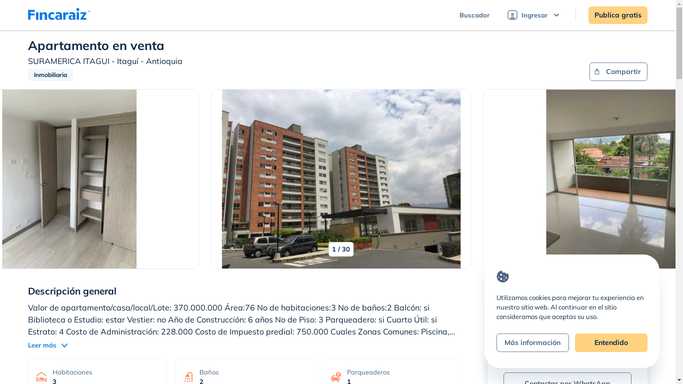 Fincaraiz
Buscador
Ingresar
Publica gratis
Apartamento en venta
SURAMERICA ITAGUI - Itaguí - Antioquia
Inmobiliaria
Compartir
1 / 30
Descripción general
Valor de apartamento/casa/local/Lote: 370.000.000 Área:76 No de habitaciones:3 No de baños:2 Balcón: si
Biblioteca o Estudio: estar Vestier: no Año de Construcción: 6 años No de Piso: 3 Parqueadero: si Cuarto Útil: si
Estrato: 4 Costo de Administración: 228.000 Costo de Impuesto predial: 750.000 Cuales Zonas Comunes: Piscina,...
Leer más
Habitaciones
3
Baños
2
Parqueaderos
1
Utilizamos cookies para mejorar tu experiencia en
nuestro sitio web. Al continuar en el sitio
consideramos que aceptas su uso.
Más información
Entendido
Contactar por WhatsApp